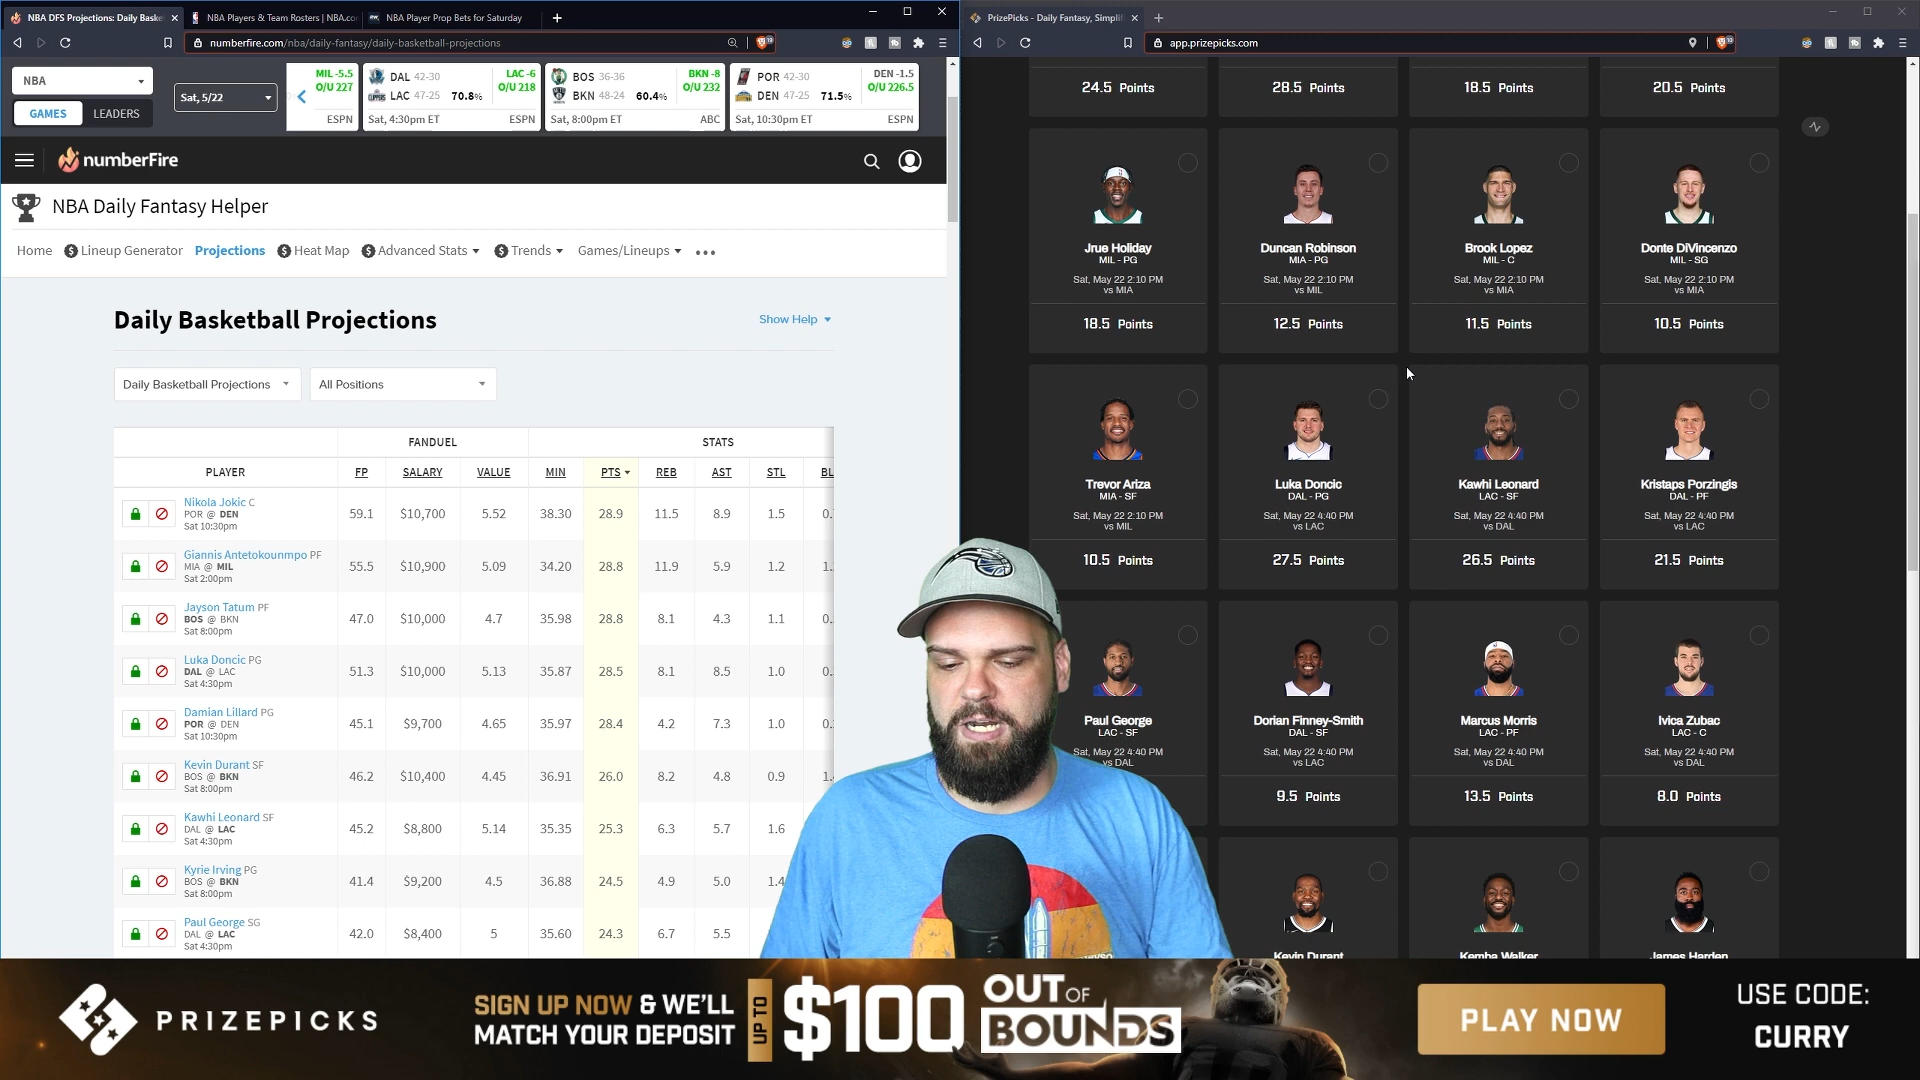 NBA DFS Projections: Daily Baske
NBA Players & Team Rosters | NBA.co
NBA Player Prop Bets for Saturday
numberfire.com/nba/daily-fantasy/daily-basketball-projections
NBA
Sat, 5/22
GAMES
LEADERS
MIL -5.5
O/U 227
ESPN
DAL 42-30
LAC 47-25 70.8%
LAC -6
O/U 218
Sat, 4:30pm ET ESPN
BOS 36-36
BKN 48-24 60.4%
BKN -8
O/U 232
Sat, 8:00pm ET ABC
POR 42-30
DEN 47-25 71.5%
DEN -1.5
O/U 226.5
Sat, 10:30pm ET ESPN
numberFire
NBA Daily Fantasy Helper
Home Lineup Generator Projections Heat Map Advanced Stats Trends Games/Lineups
Daily Basketball Projections
Show Help
Daily Basketball Projections
All Positions
FANDUEL STATS
PLAYER FP SALARY VALUE MIN PTS REB AST STL BL
Nikola Jokic C
POR @ DEN
Sat 10:30pm
59.1 $10,700 5.52 38.30 28.9 11.5 8.9 1.5 0.
Giannis Antetokounmpo PF
MIA @ MIL
Sat 2:00pm
55.5 $10,900 5.09 34.20 28.8 11.9 5.9 1.2 1.
Jayson Tatum PF
BOS @ BKN
Sat 8:00pm
47.0 $10,000 4.7 35.98 28.8 8.1 4.3 1.1 0.
Luka Doncic PG
DAL @ LAC
Sat 4:30pm
51.3 $10,000 5.13 35.87 28.5 8.1 8.5 1.0 0.
Damian Lillard PG
POR @ DEN
Sat 10:30pm
45.1 $9,700 4.65 35.97 28.4 4.2 7.3 1.0 0.
Kevin Durant SF
BOS @ BKN
Sat 8:00pm
46.2 $10,400 4.45 36.91 26.0 8.2 4.8 0.9 1.
Kawhi Leonard SF
DAL @ LAC
Sat 4:30pm
45.2 $8,800 5.14 35.35 25.3 6.3 5.7 1.6
Kyrie Irving PG
BOS @ BKN
Sat 8:00pm
41.4 $9,200 4.5 36.88 24.5 4.9 5.0 1.4
Paul George SG
DAL @ LAC
Sat 4:30pm
42.0 $8,400 5 35.60 24.3 6.7 5.5
PrizePicks - Daily Fantasy, Simpli
app.prizepicks.com
24.5 Points
28.5 Points
18.5 Points
20.5 Points
Jrue Holiday
MIL - PG
Sat, May 22 2:10 PM
vs MIA
18.5 Points
Duncan Robinson
MIA - PG
Sat, May 22 2:10 PM
vs MIL
12.5 Points
Brook Lopez
MIL - C
Sat, May 22 2:10 PM
vs MIA
11.5 Points
Donte DiVincenzo
MIL - SG
Sat, May 22 2:10 PM
vs MIA
10.5 Points
Trevor Ariza
MIA - SF
Sat, May 22 2:10 PM
vs MIL
10.5 Points
Luka Doncic
DAL - PG
Sat, May 22 4:40 PM
vs LAC
27.5 Points
Kawhi Leonard
LAC - SF
Sat, May 22 4:40 PM
vs DAL
26.5 Points
Kristaps Porzingis
DAL - PF
Sat, May 22 4:40 PM
vs LAC
21.5 Points
Paul George
LAC - SF
Sat, May 22 4:40 PM
vs DAL
Dorian Finney-Smith
DAL - SF
Sat, May 22 4:40 PM
vs LAC
9.5 Points
Marcus Morris
LAC - PF
Sat, May 22 4:40 PM
vs DAL
13.5 Points
Ivica Zubac
LAC - C
Sat, May 22 4:40 PM
vs DAL
8.0 Points
Kevin Durant
Kemba Walker
James Harden
PRIZEPICKS
SIGN UP NOW & WE'LL
MATCH YOUR DEPOSIT
UP TO
$100
OUT OF
BOUNDS
PLAY NOW
USE CODE:
CURRY